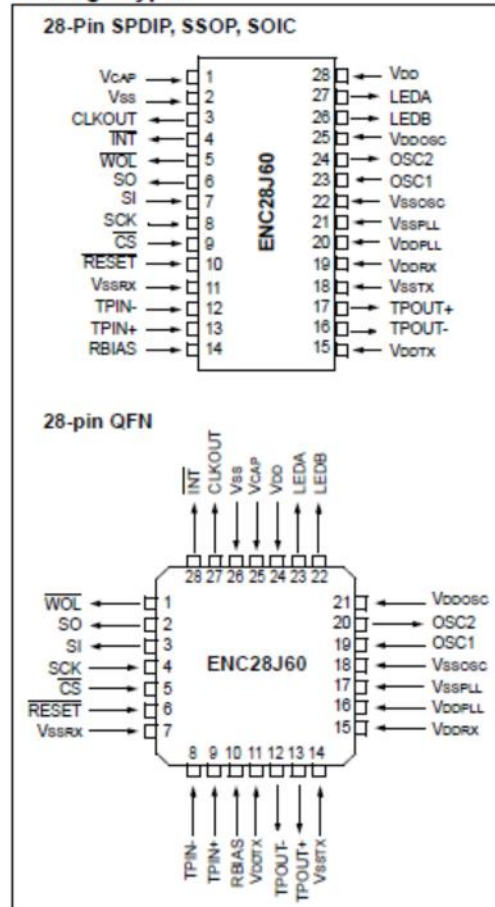 28-Pin SPDIP, SSOP, SOIC
VCAP 1 28 VDD
VSS 2 27 LEDA
CLKOUT 3 26 LEDB
INT 4 25 VDDOSC
WOL 5 24 OSC2
SO 6 23 OSC1
SI 7 22 VSSOSC
SCK 8 21 VSSPLL
CS 9 20 VDDPLL
RESET 10 19 VDDRX
VSSRX 11 18 VSSTX
TPIN- 12 17 TPOUT+
TPIN+ 13 16 TPOUT-
RBIAS 14 15 VDDTX
ENC28J60
28-pin QFN
INT CLKOUT VSS VCAP VDD LEDA LEDB
28 27 26 25 24 23 22
WOL 1 21 VDDOSC
SO 2 20 OSC2
SI 3 19 OSC1
SCK 4 ENC28J60 18 VSSOSC
CS 5 17 VSSPLL
RESET 6 16 VDDPLL
VSSRX 7 15 VDDRX
8 9 10 11 12 13 14
TPIN- TPIN+ RBIAS VDDTX TPOUT- TPOUT+ VSSTX